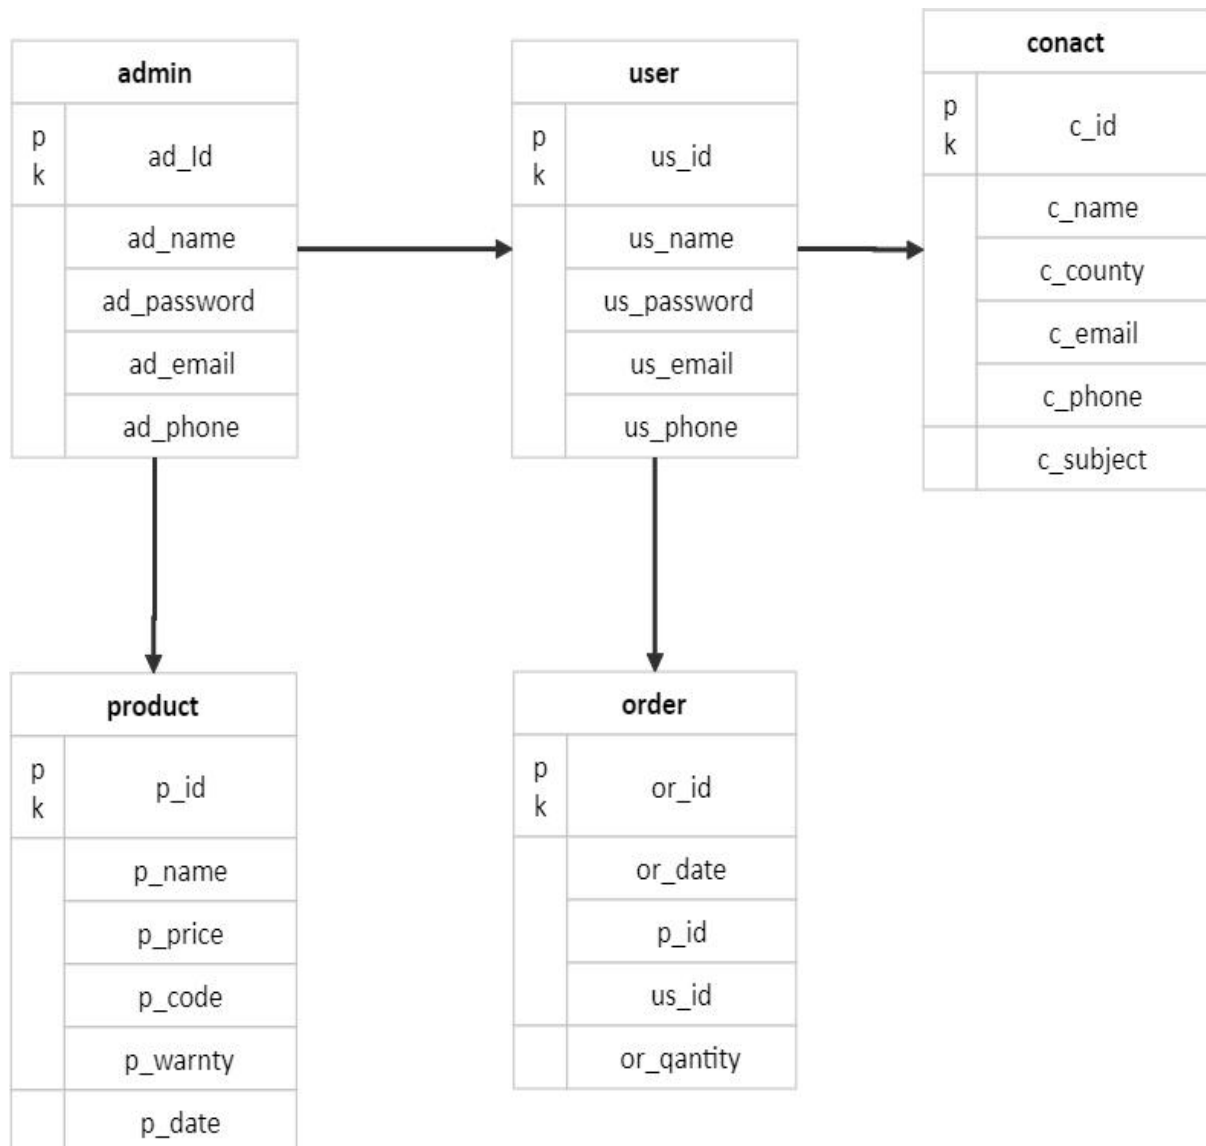 admin
p
k
ad_Id
ad_name
ad_password
ad_email
ad_phone
user
p
k
us_id
us_name
us_password
us_email
us_phone
conact
p
k
c_id
c_name
c_county
c_email
c_phone
c_subject
product
p
k
p_id
p_name
p_price
p_code
p_warnty
p_date
order
p
k
or_id
or_date
p_id
us_id
or_qantity